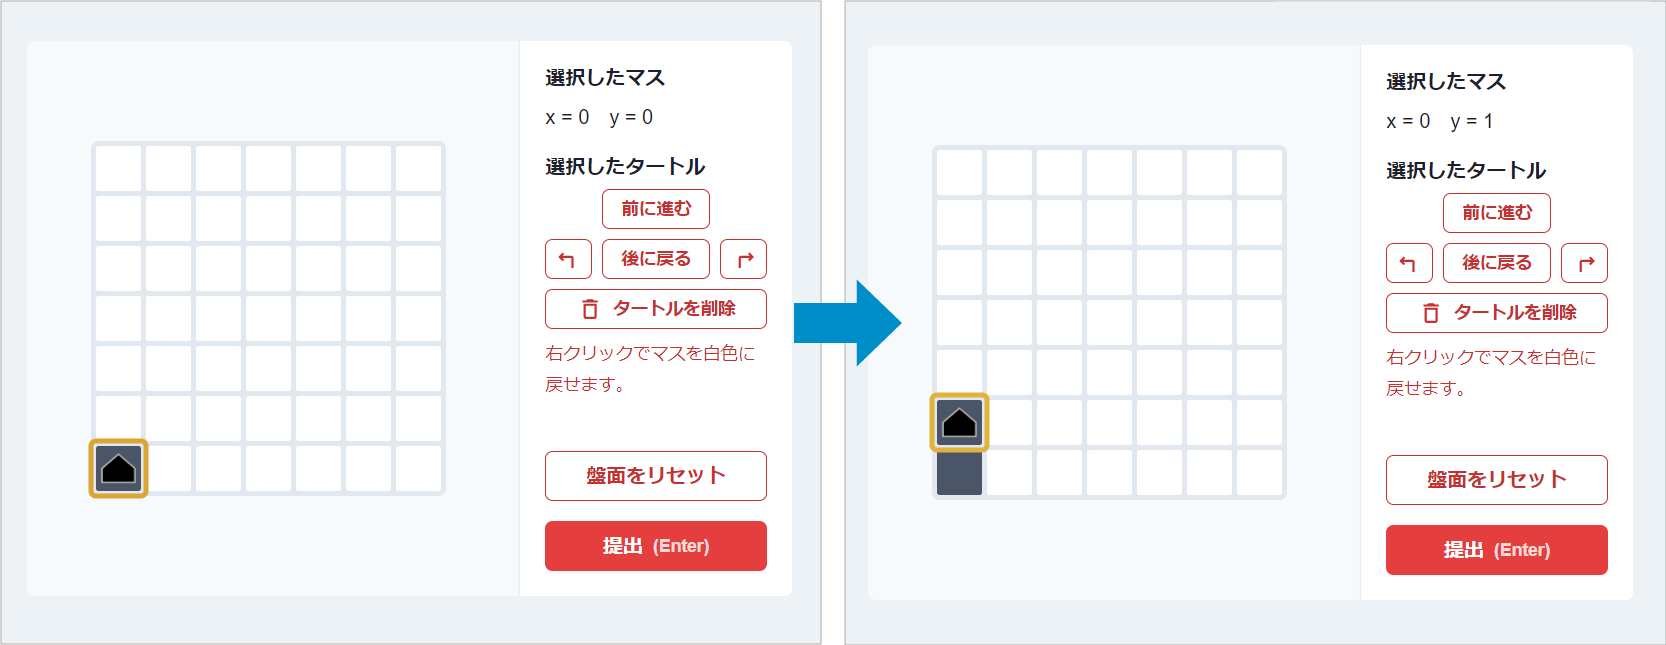 選択したマス
x = 0 y = 0
選択したタートル
前に進む
後に戻る
タートルを削除
右クリックでマスを白色に
戻せます。
盤面をリセット
提出 (Enter)
選択したマス
x = 0 y = 1
選択したタートル
前に進む
後に戻る
タートルを削除
右クリックでマスを白色に
戻せます。
盤面をリセット
提出 (Enter)